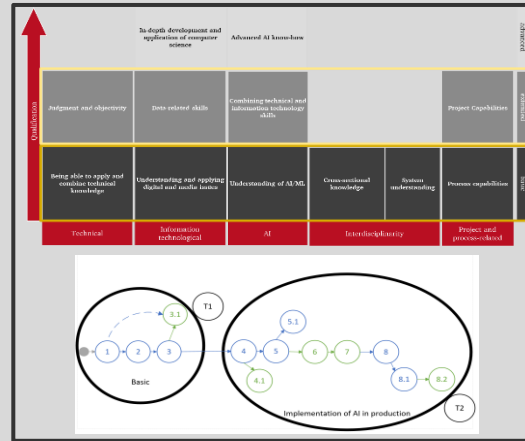 In-depth development and
application of computer
science
Advanced AI know-how
advanced
Judgment and objectivity
Data-related skills
Combining technical and
information technology
skills
Project Capabilities
extended
Qualification
Being able to apply and
combine technical
knowledge
Understanding and applying
digital and media issues
Understanding of AI/ML
Cross-sectional
knowledge
System
understanding
Process capabilities
basic
Technical
Information
technological
AI
Interdisciplinarity
Project and
process-related
3.1
T1
1
2
3
Basic
5.1
4
5
6
7
8
4.1
8.1
8.2
Implementation of AI in production
T2